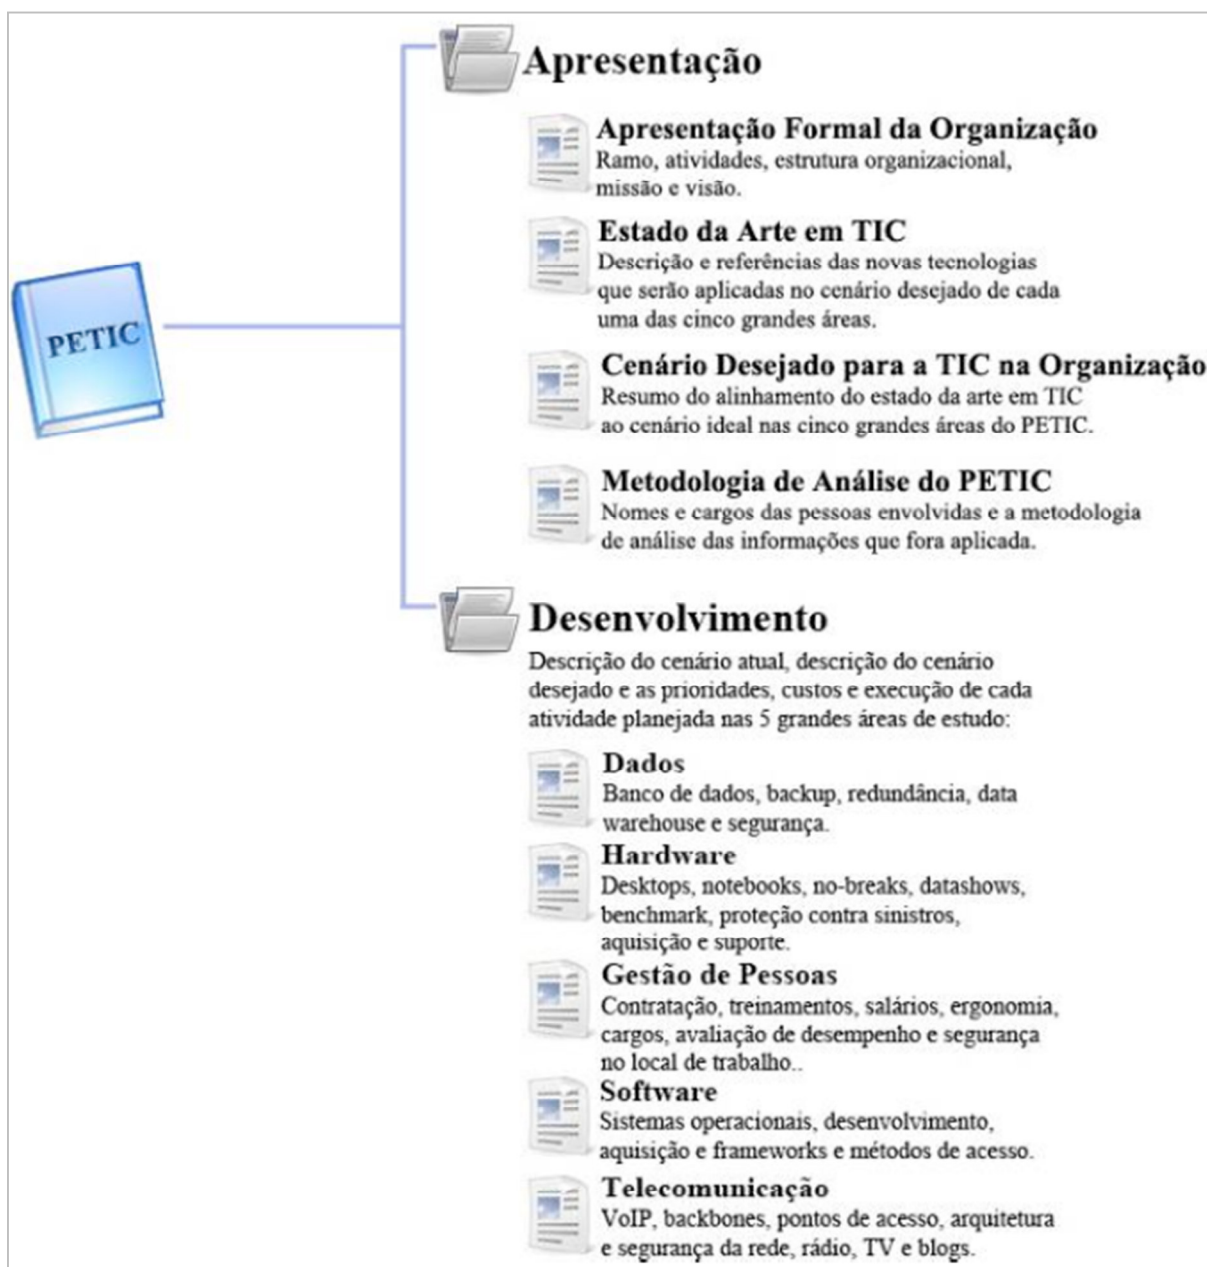 Apresentação
Apresentação Formal da Organização
Ramo, atividades, estrutura organizacional,
missão e visão.
Estado da Arte em TIC
Descrição e referências das novas tecnologias
que serão aplicadas no cenário desejado de cada
uma das cinco grandes áreas.
PETIC
Cenário Desejado para a TIC na Organização
Resumo do alinhamento do estado da arte em TIC
ao cenário ideal nas cinco grandes áreas do PETIC.
Metodologia de Análise do PETIC
Nomes e cargos das pessoas envolvidas e a metodologia
de análise das informações que fora aplicada.
Desenvolvimento
Descrição do cenário atual, descrição do cenário
desejado e as prioridades, custos e execução de cada
atividade planejada nas 5 grandes áreas de estudo:
Dados
Banco de dados, backup, redundância, data
warehouse e segurança.
Hardware
Desktops, notebooks, no-breaks, datashows,
benchmark, proteção contra sinistros,
aquisição e suporte.
Gestão de Pessoas
Contratação, treinamentos, salários, ergonomia,
cargos, avaliação de desempenho e segurança
no local de trabalho..
Software
Sistemas operacionais, desenvolvimento,
aquisição e frameworks e métodos de acesso.
Telecomunicação
VoIP, backbones, pontos de acesso, arquitetura
e segurança da rede, rádio, TV e blogs.